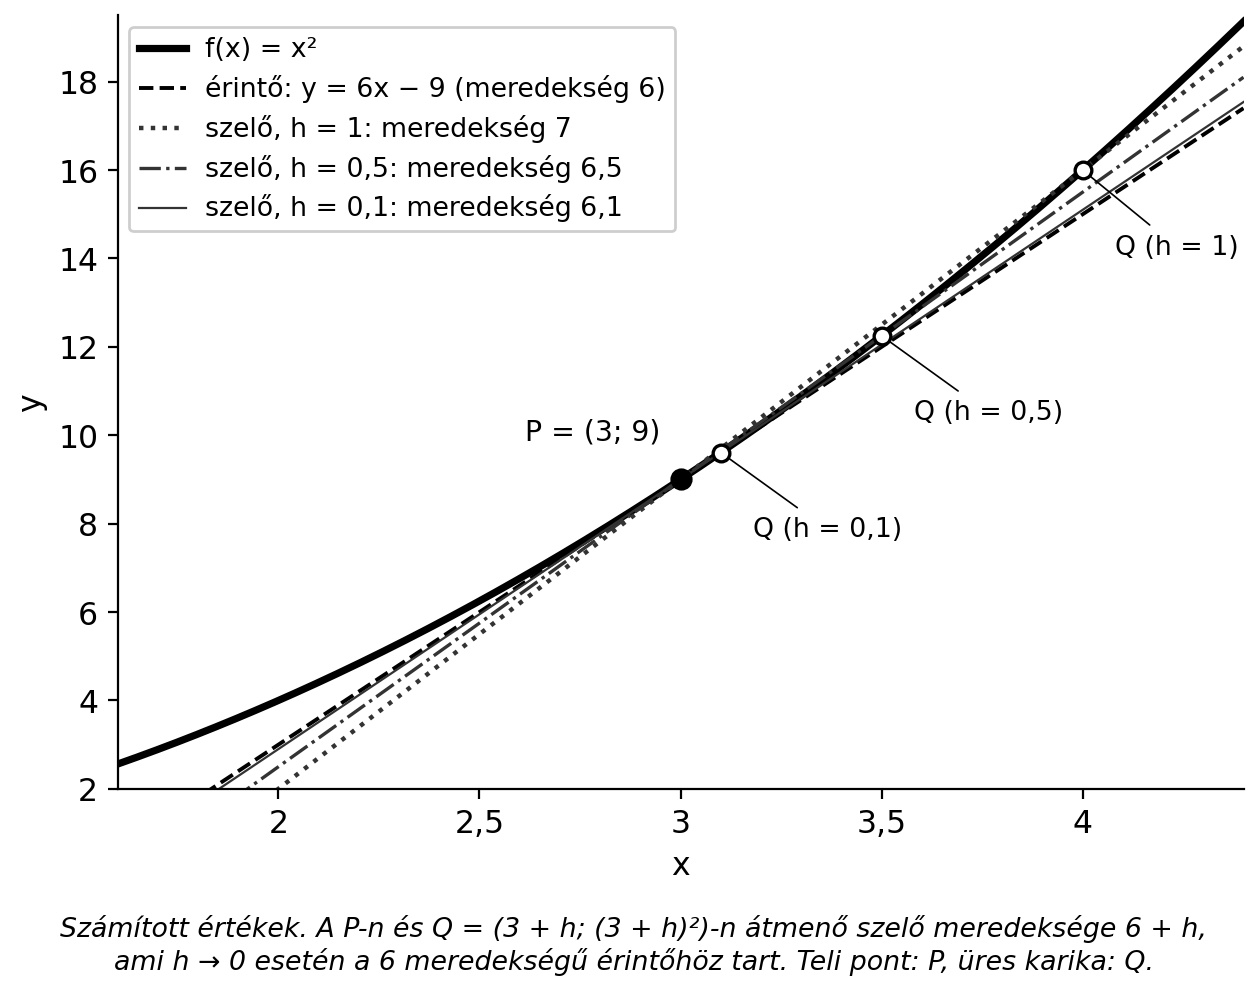 f(x) = x²
érintő: y = 6x − 9 (meredekség 6)
szelő, h = 1: meredekség 7
szelő, h = 0,5: meredekség 6,5
szelő, h = 0,1: meredekség 6,1
18
16
14
12
10
8
6
4
2
y
Q (h = 1)
Q (h = 0,5)
P = (3; 9)
Q (h = 0,1)
2
2,5
3
3,5
4
x
Számított értékek. A P-n és Q = (3 + h; (3 + h)²)-n átmenő szelő meredeksége 6 + h,
ami h → 0 esetén a 6 meredekségű érintőhöz tart. Teli pont: P, üres karika: Q.